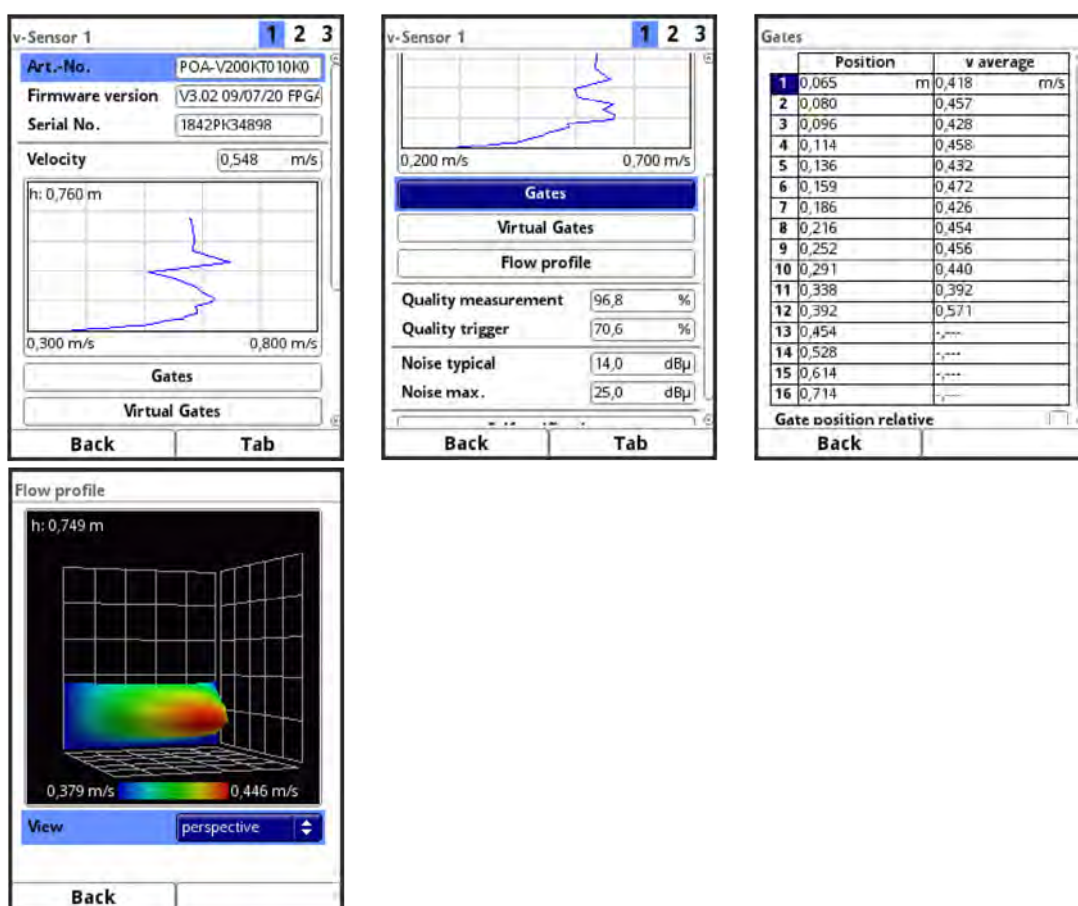 v-Sensor 1 1 2 3
Art.-No. POA-V200KT010K0
Firmware version V3.02 09/07/20 FPGA
Serial No. 1842PK34898
Velocity 0,548 m/s
h: 0,760 m
0,300 m/s 0,800 m/s
Gates
Virtual Gates
Back Tab
v-Sensor 1 1 2 3
0,200 m/s 0,700 m/s
Gates
Virtual Gates
Flow profile
Quality measurement 96,8 %
Quality trigger 70,6 %
Noise typical 14,0 dBµ
Noise max. 25,0 dBµ
Back Tab
Gates
Position v average
1 0,065 m 0,418 m/s
2 0,080 0,457
3 0,096 0,428
4 0,114 0,458
5 0,136 0,432
6 0,159 0,472
7 0,186 0,426
8 0,216 0,454
9 0,252 0,456
10 0,291 0,440
11 0,338 0,392
12 0,392 0,571
13 0,454 -,---
14 0,528 -,---
15 0,614 -,---
16 0,714 -,---
Gate position relative
Back
Flow profile
h: 0,749 m
0,379 m/s 0,446 m/s
View perspective
Back